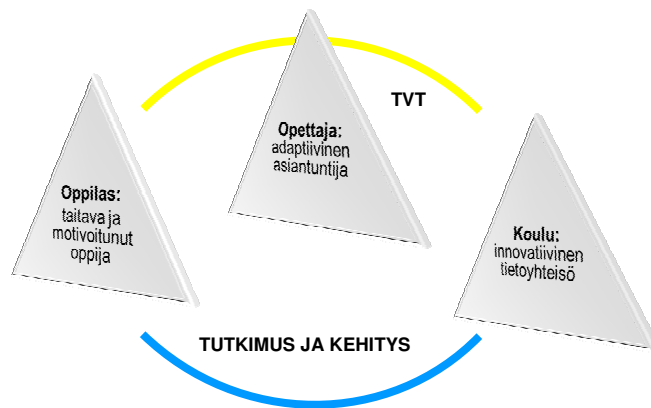 TVT
Opettaja:
adaptiivinen
asiantuntija
Oppilas:
taitava ja
motivoitunut
oppija
Koulu:
innovatiivinen
tietoyhteisö
TUTKIMUS JA KEHITYS